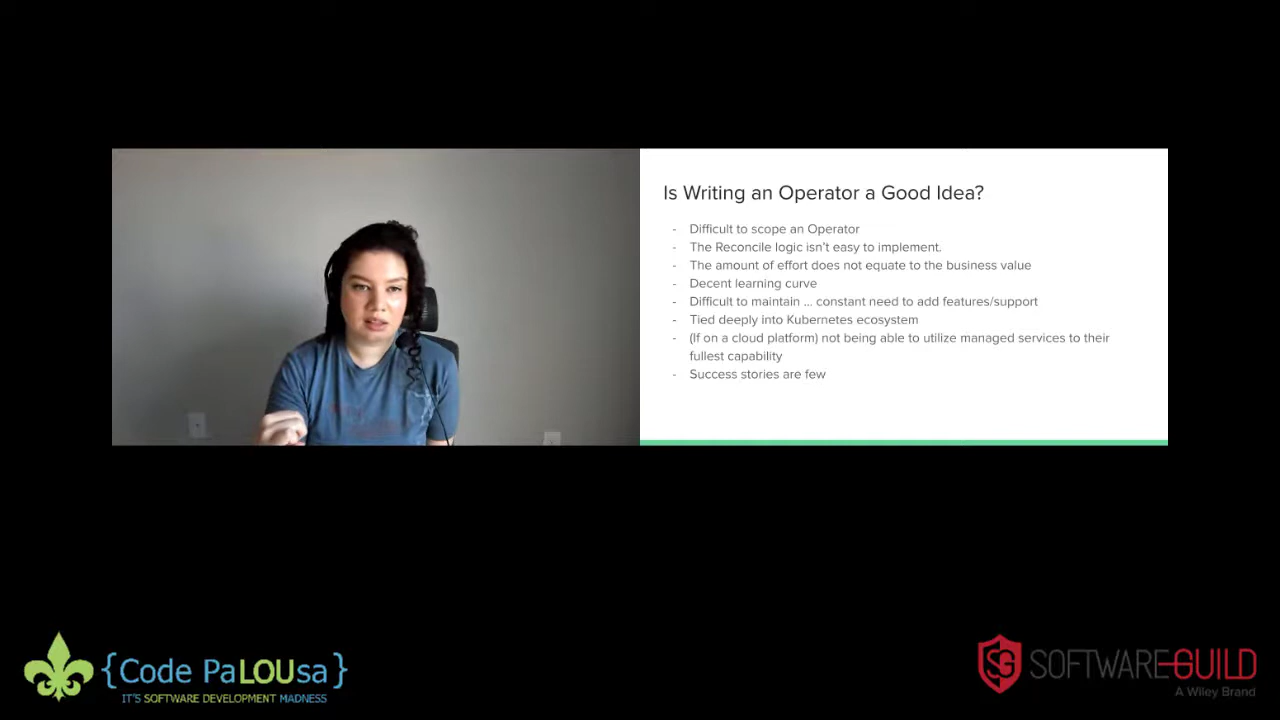 Is Writing an Operator a Good Idea?
- Difficult to scope an Operator
- The Reconcile logic isn't easy to implement.
- The amount of effort does not equate to the business value
- Decent learning curve
- Difficult to maintain ... constant need to add features/support
- Tied deeply into Kubernetes ecosystem
- (If on a cloud platform) not being able to utilize managed services to their
fullest capability
- Success stories are few
{Code PaLOUsa}
IT'S SOFTWARE DEVELOPMENT MADNESS
SG SOFTWARE GUILD
A Wiley Brand